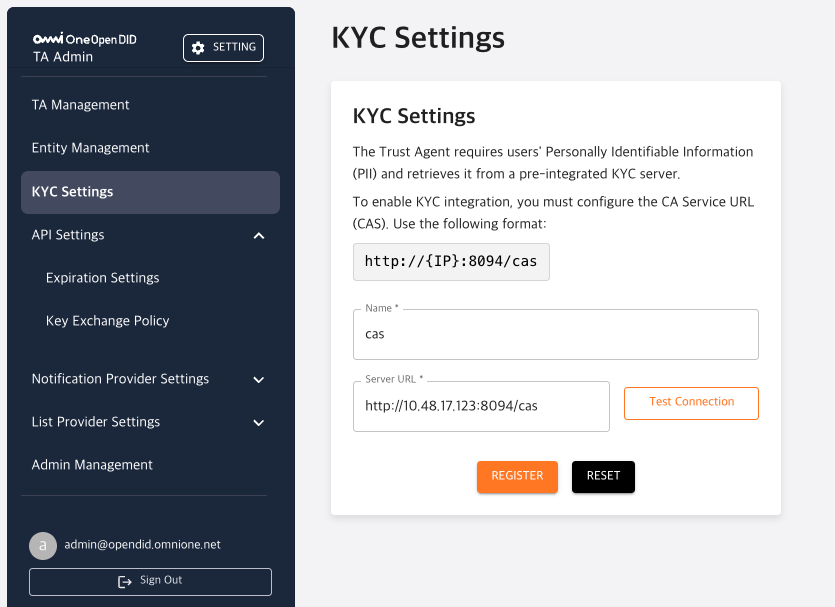 Omni OneOpenDID
TA Admin
SETTING
TA Management
Entity Management
KYC Settings
API Settings
Expiration Settings
Key Exchange Policy
Notification Provider Settings
List Provider Settings
Admin Management
a
admin@opendid.omnione.net
Sign Out
KYC Settings
KYC Settings
The Trust Agent requires users' Personally Identifiable Information
(PII) and retrieves it from a pre-integrated KYC server.
To enable KYC integration, you must configure the CA Service URL
(CAS). Use the following format:
http://{IP}:8094/cas
Name *
cas
Server URL *
http://10.48.17.123:8094/cas
Test Connection
REGISTER
RESET